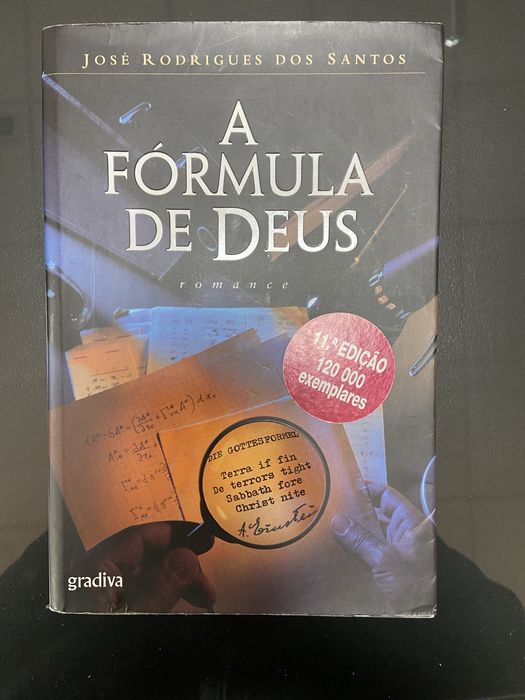 JOSÉ RODRIGUES DOS SANTOS
A
FÓRMULA
DE DEUS
romance
11.ª EDIÇÃO
120 000
exemplares
DIE GOTTESFORMEL
Terra if fin
De terrors tight
Sabbath fore
Christ nite
A. Einstein
gradiva